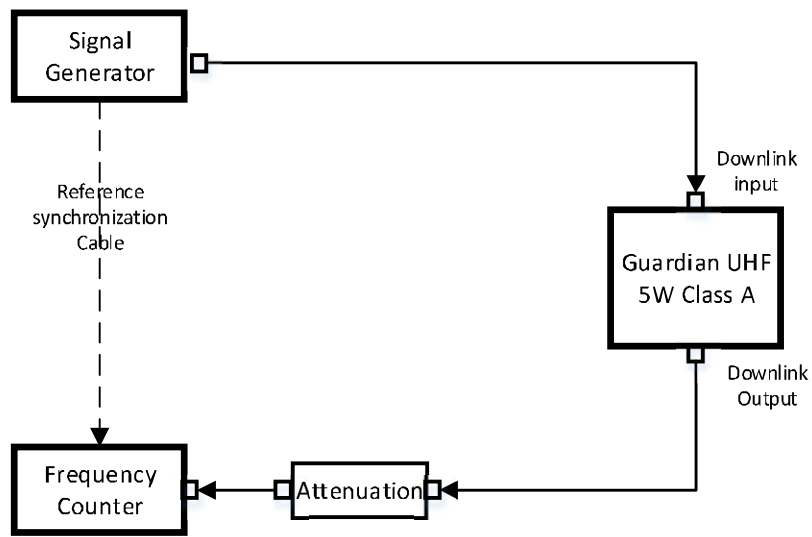 Signal
Generator
Downlink
input
Reference
synchronization
Cable
Guardian UHF
5W Class A
Downlink
Output
Frequency
Counter
Attenuation